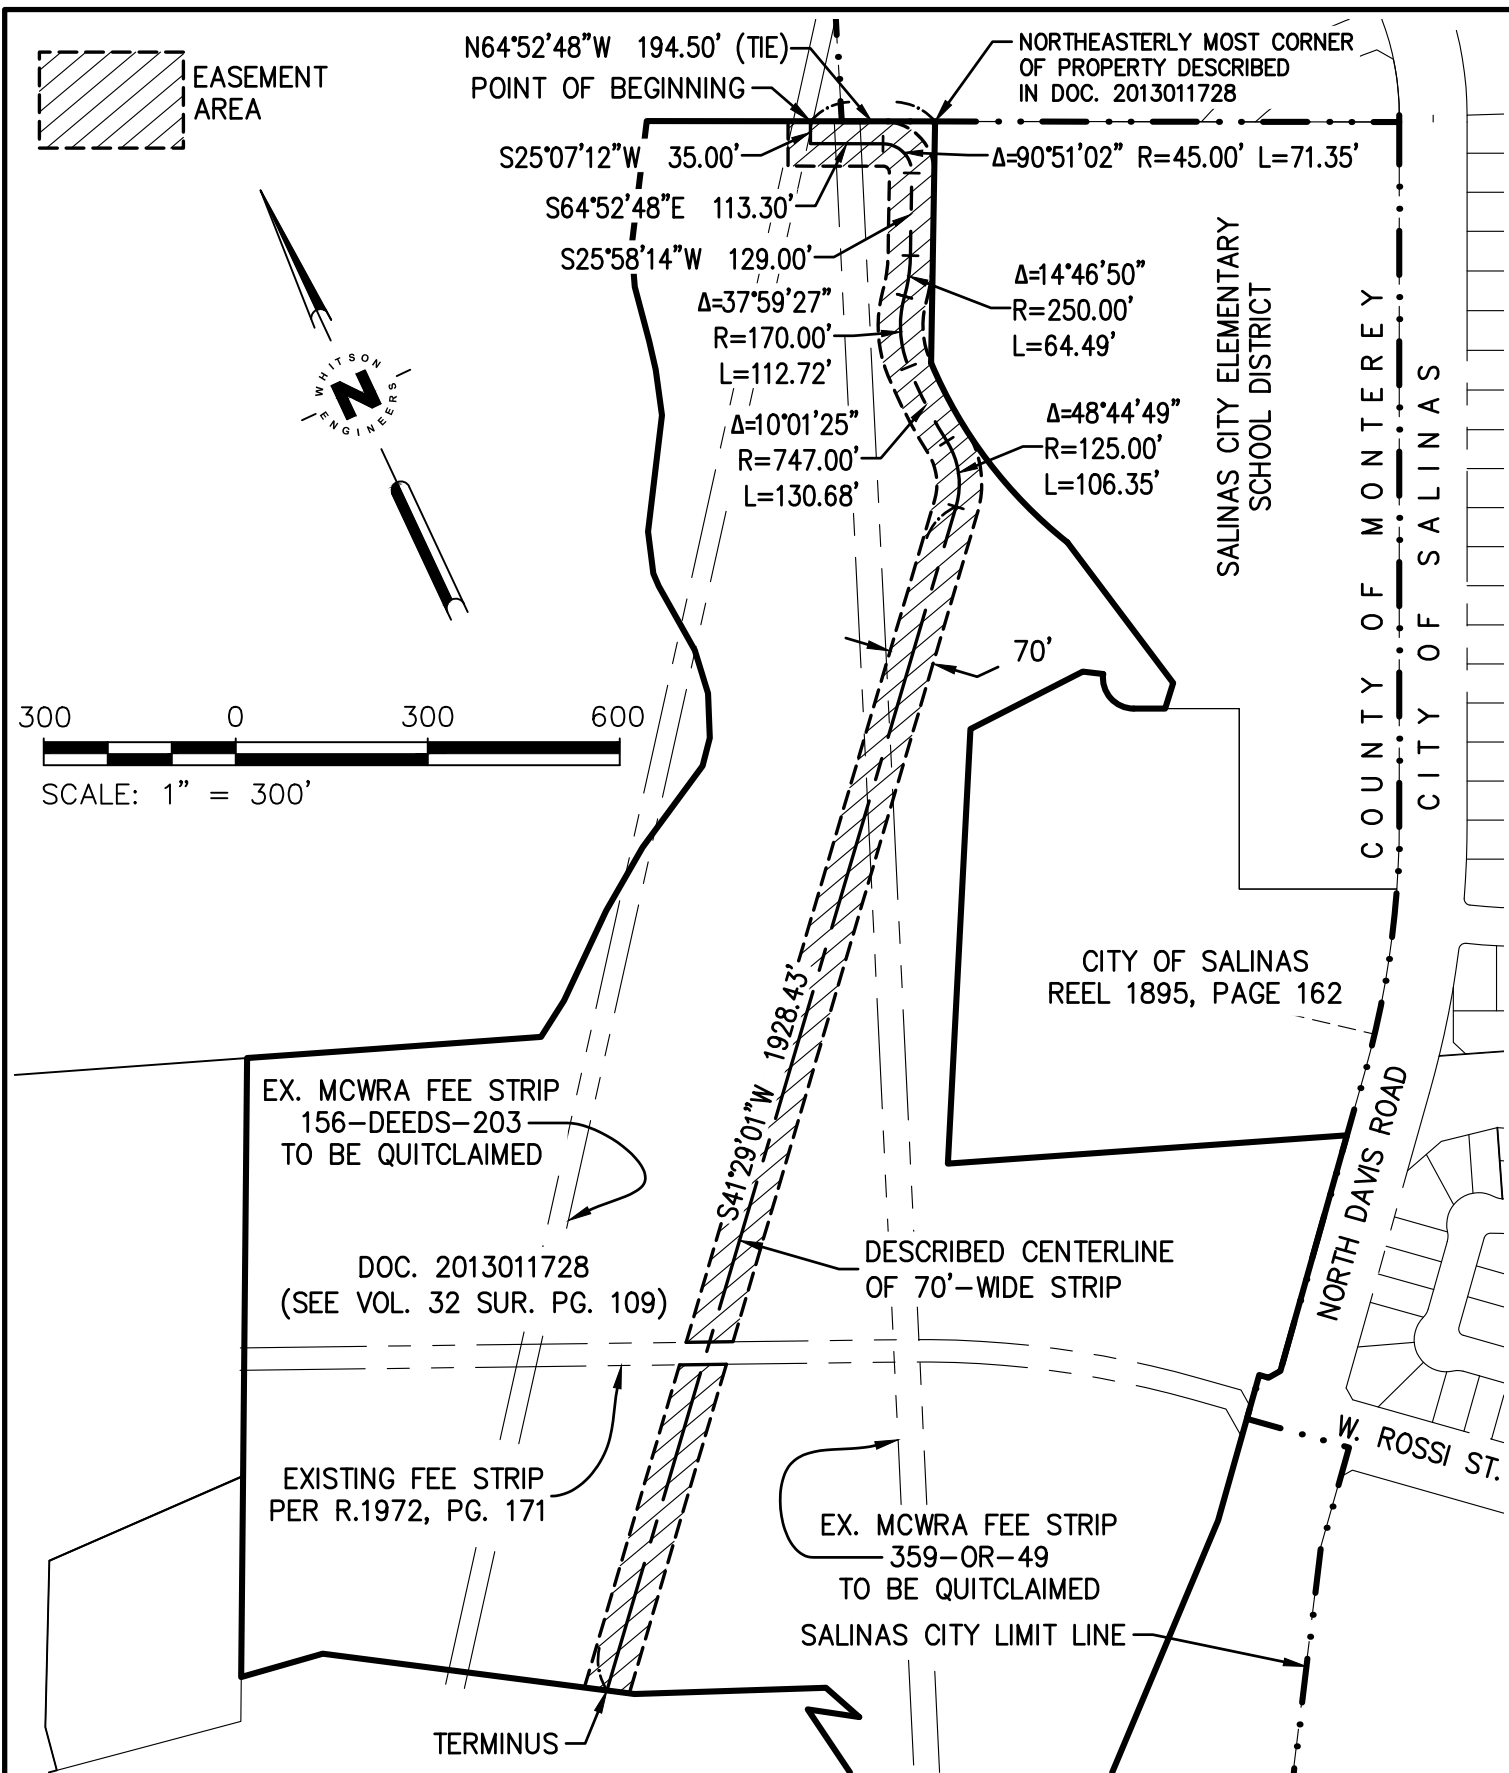 EASEMENT
AREA
N64°52'48"W 194.50' (TIE)
POINT OF BEGINNING
NORTHEASTERLY MOST CORNER
OF PROPERTY DESCRIBED
IN DOC. 2013011728
S25°07'12"W 35.00'
Δ=90°51'02" R=45.00' L=71.35'
S64°52'48"E 113.30'
S25°58'14"W 129.00'
Δ=14°46'50"
R=250.00'
L=64.49'
Δ=37°59'27"
R=170.00'
L=112.72'
Δ=10°01'25"
R=747.00'
L=130.68'
Δ=48°44'49"
R=125.00'
L=106.35'
SALINAS CITY ELEMENTARY
SCHOOL DISTRICT
COUNTY OF MONTEREY
CITY OF SALINAS
WHITSON
N
ENGINEERS
70'
300 0 300 600
SCALE: 1" = 300'
CITY OF SALINAS
REEL 1895, PAGE 162
S41°29'01"W 1928.43'
EX. MCWRA FEE STRIP
156-DEEDS-203
TO BE QUITCLAIMED
NORTH DAVIS ROAD
DOC. 2013011728
(SEE VOL. 32 SUR. PG. 109)
DESCRIBED CENTERLINE
OF 70'-WIDE STRIP
W. ROSSI ST.
EXISTING FEE STRIP
PER R.1972, PG. 171
EX. MCWRA FEE STRIP
359-OR-49
TO BE QUITCLAIMED
SALINAS CITY LIMIT LINE
TERMINUS